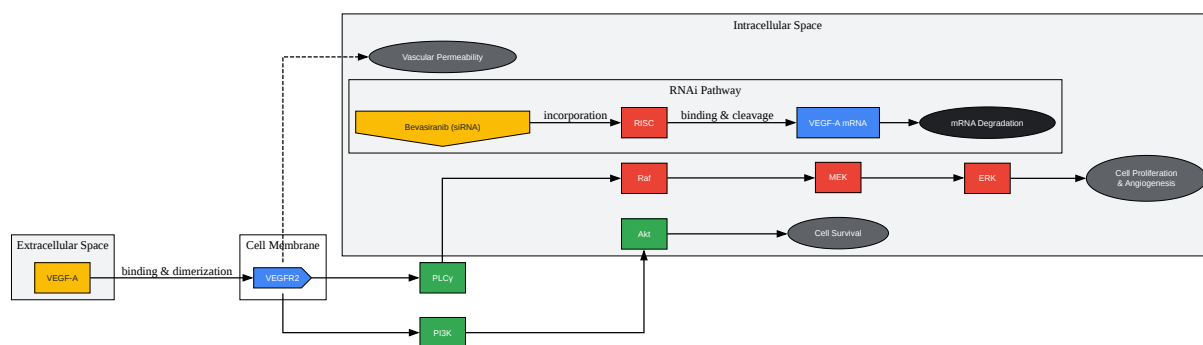 Intracellular Space
Vascular Permeability
RNAi Pathway
Bevasiranib (siRNA)
incorporation
RISC
binding & cleavage
VEGF-A mRNA
mRNA Degradation
Raf
MEK
ERK
Cell Proliferation
& Angiogenesis
Akt
Cell Survival
Extracellular Space
VEGF-A
binding & dimerization
Cell Membrane
VEGFR2
PLCγ
PI3K